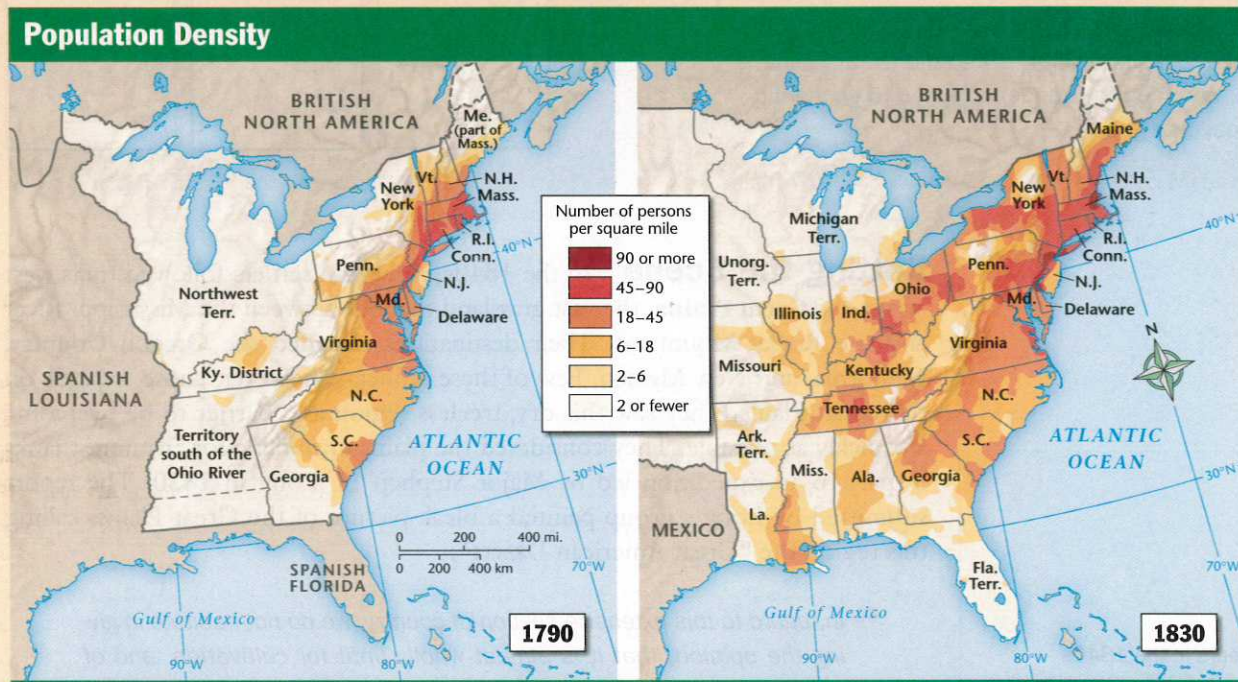 Population Density
BRITISH
NORTH AMERICA
Me.
(part of
Mass.)
Vt.
N.H.
Mass.
New
York
R.I.
Conn.
40°N
Penn.
N.J.
Northwest
Terr.
Md.
Delaware
Virginia
Ky. District
SPANISH
LOUISIANA
N.C.
Territory
south of the
Ohio River
S.C.
ATLANTIC
OCEAN
Georgia
30°N
0 200 400 mi.
0 200 400 km
SPANISH
FLORIDA
70°W
Gulf of Mexico
1790
90°W
80°W
Number of persons
per square mile
90 or more
45–90
18–45
6–18
2–6
2 or fewer
BRITISH
NORTH AMERICA
Maine
Vt.
N.H.
Mass.
New
York
Michigan
Terr.
R.I.
Conn.
40°N
Unorg.
Terr.
Penn.
N.J.
Ohio
Md.
Delaware
Illinois
Ind.
Virginia
N
Missouri
Kentucky
N.C.
Tennessee
Ark.
Terr.
S.C.
ATLANTIC
OCEAN
Miss.
Ala.
Georgia
30°N
La.
MEXICO
Fla.
Terr.
70°W
Gulf of Mexico
1830
90°W
80°W